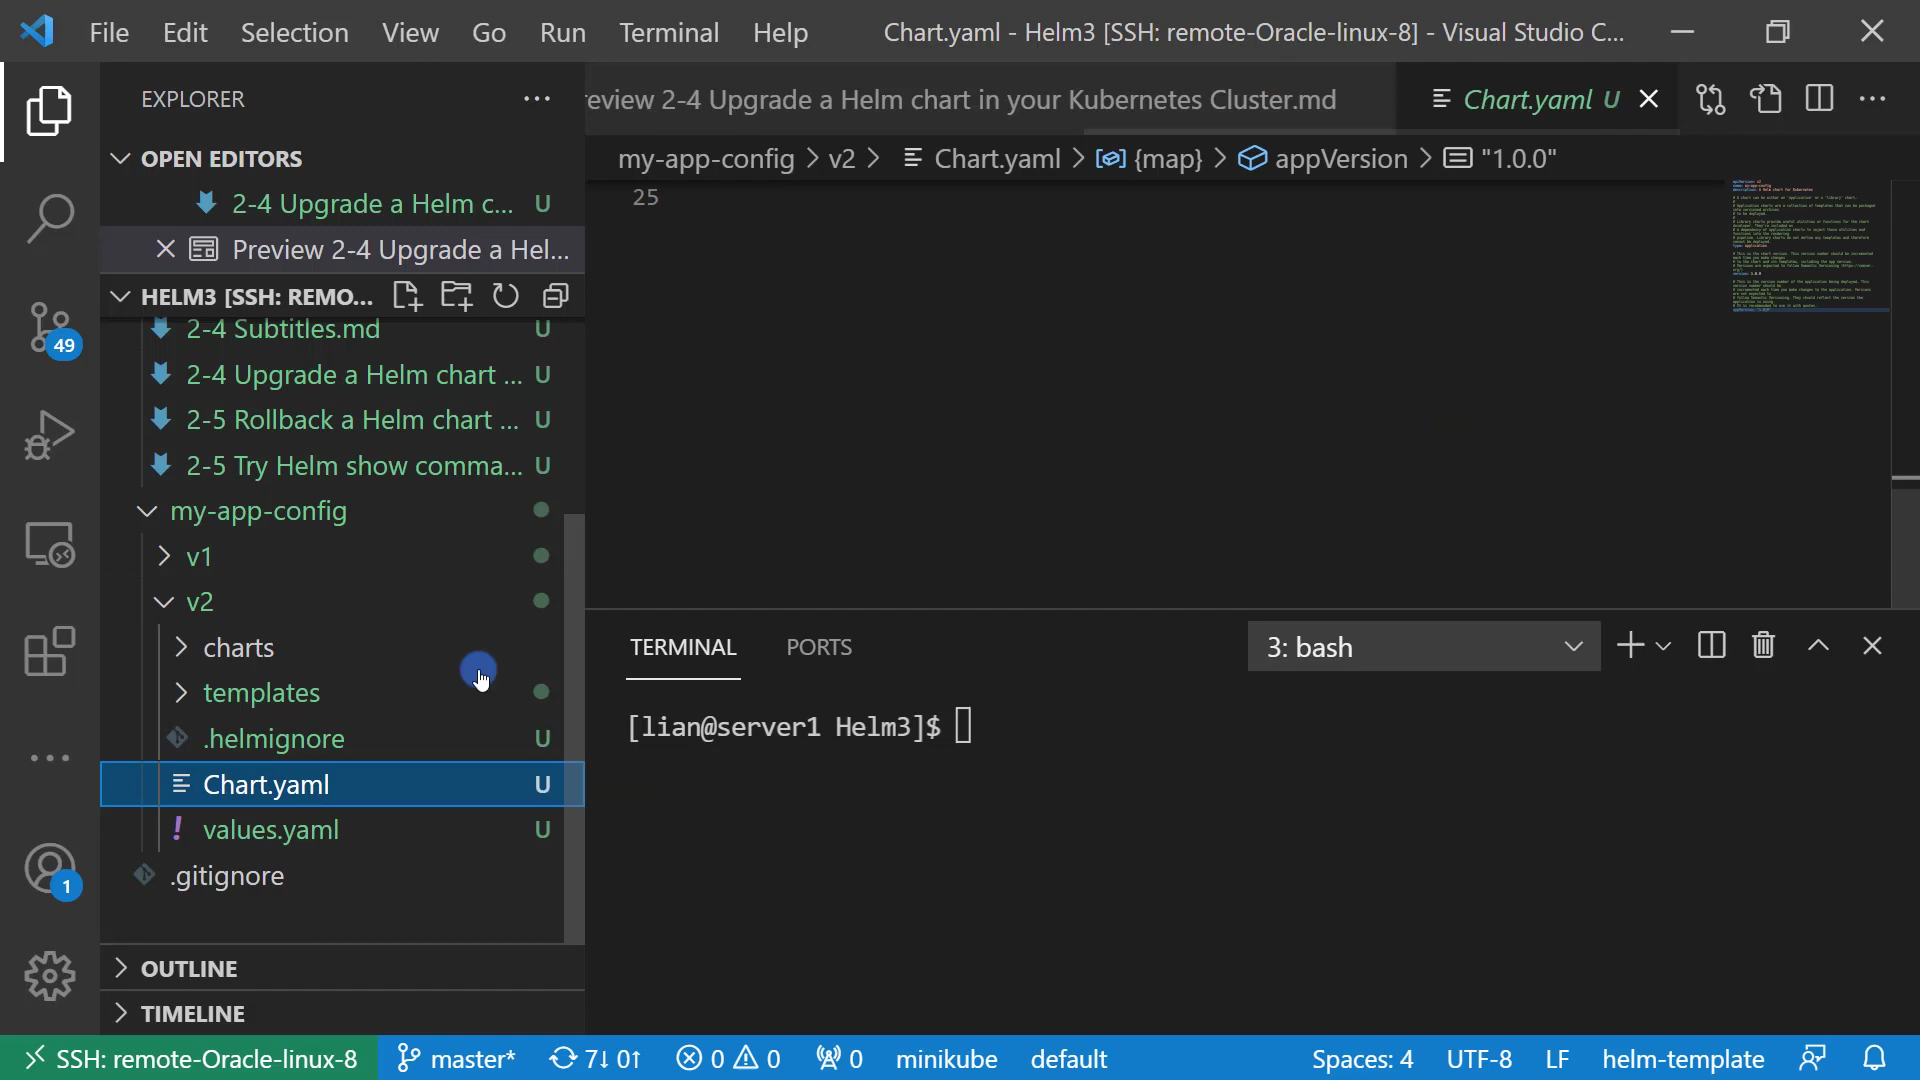 File Edit Selection View Go Run Terminal Help Chart.yaml - Helm3 [SSH: remote-Oracle-linux-8] - Visual Studio C...
EXPLORER
OPEN EDITORS
2-4 Upgrade a Helm c... U
Preview 2-4 Upgrade a Hel...
HELM3 [SSH: REMO...
2-4 Subtitles.md U
2-4 Upgrade a Helm chart ... U
2-5 Rollback a Helm chart ... U
2-5 Try Helm show comma... U
my-app-config
v1
v2
charts
templates
.helmignore U
Chart.yaml U
values.yaml U
.gitignore
OUTLINE
TIMELINE
49
1
eview 2-4 Upgrade a Helm chart in your Kubernetes Cluster.md
Chart.yaml U
my-app-config > v2 > Chart.yaml > {map} > appVersion > "1.0.0"
25
TERMINAL PORTS 3: bash
[lian@server1 Helm3]$
SSH: remote-Oracle-linux-8 master* 7↓ 0↑ 0 0 0 minikube default Spaces: 4 UTF-8 LF helm-template